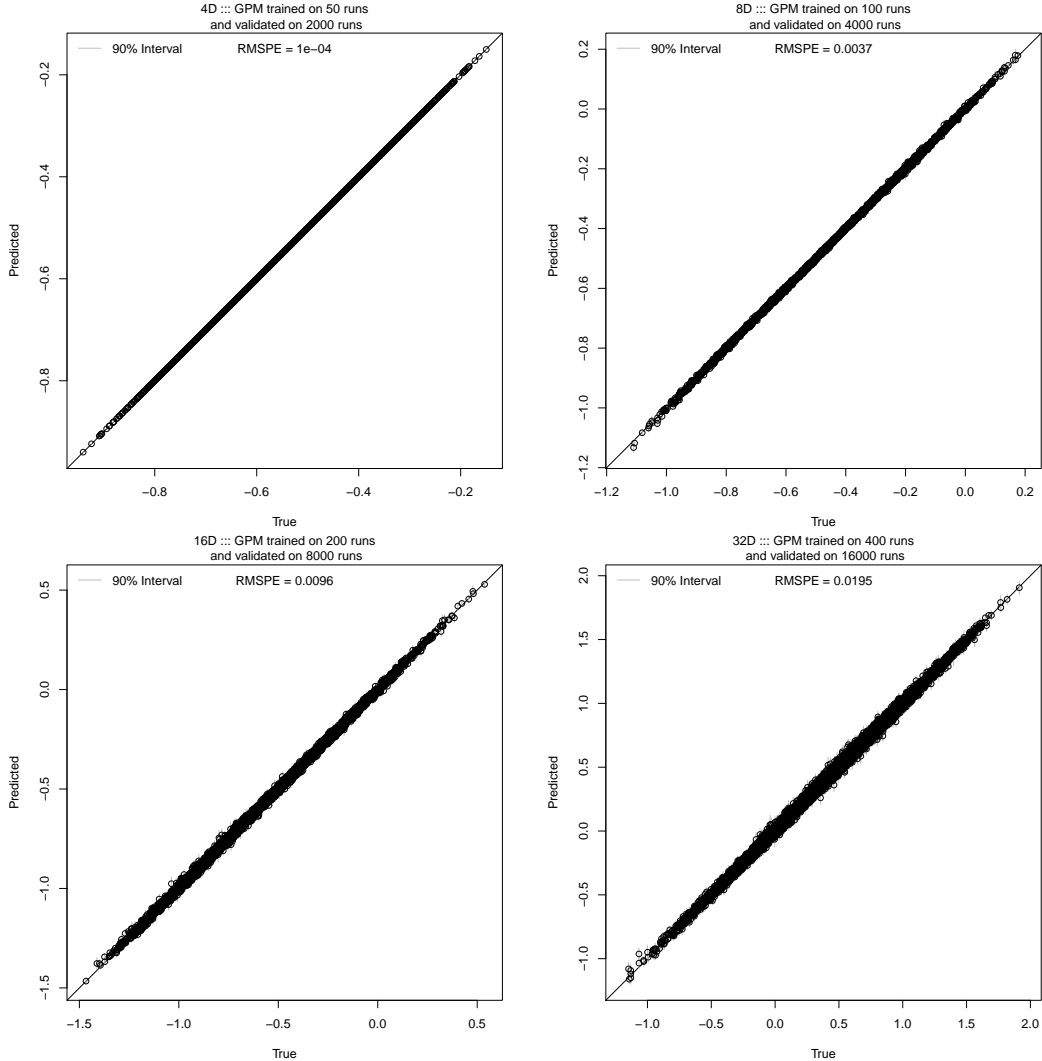 4D ::: GPM trained on 50 runs
and validated on 2000 runs
90% Interval
RMSPE = 1e−04
−0.2
−0.4
−0.6
−0.8
Predicted
−0.8 −0.6 −0.4 −0.2
True
8D ::: GPM trained on 100 runs
and validated on 4000 runs
90% Interval
RMSPE = 0.0037
0.2
0.0
−0.2
−0.4
−0.6
−0.8
−1.0
−1.2
Predicted
−1.2 −1.0 −0.8 −0.6 −0.4 −0.2 0.0 0.2
True
16D ::: GPM trained on 200 runs
and validated on 8000 runs
90% Interval
RMSPE = 0.0096
0.5
0.0
−0.5
−1.0
−1.5
Predicted
−1.5 −1.0 −0.5 0.0 0.5
True
32D ::: GPM trained on 400 runs
and validated on 16000 runs
90% Interval
RMSPE = 0.0195
2.0
1.5
1.0
0.5
0.0
−0.5
−1.0
Predicted
−1.0 −0.5 0.0 0.5 1.0 1.5 2.0
True